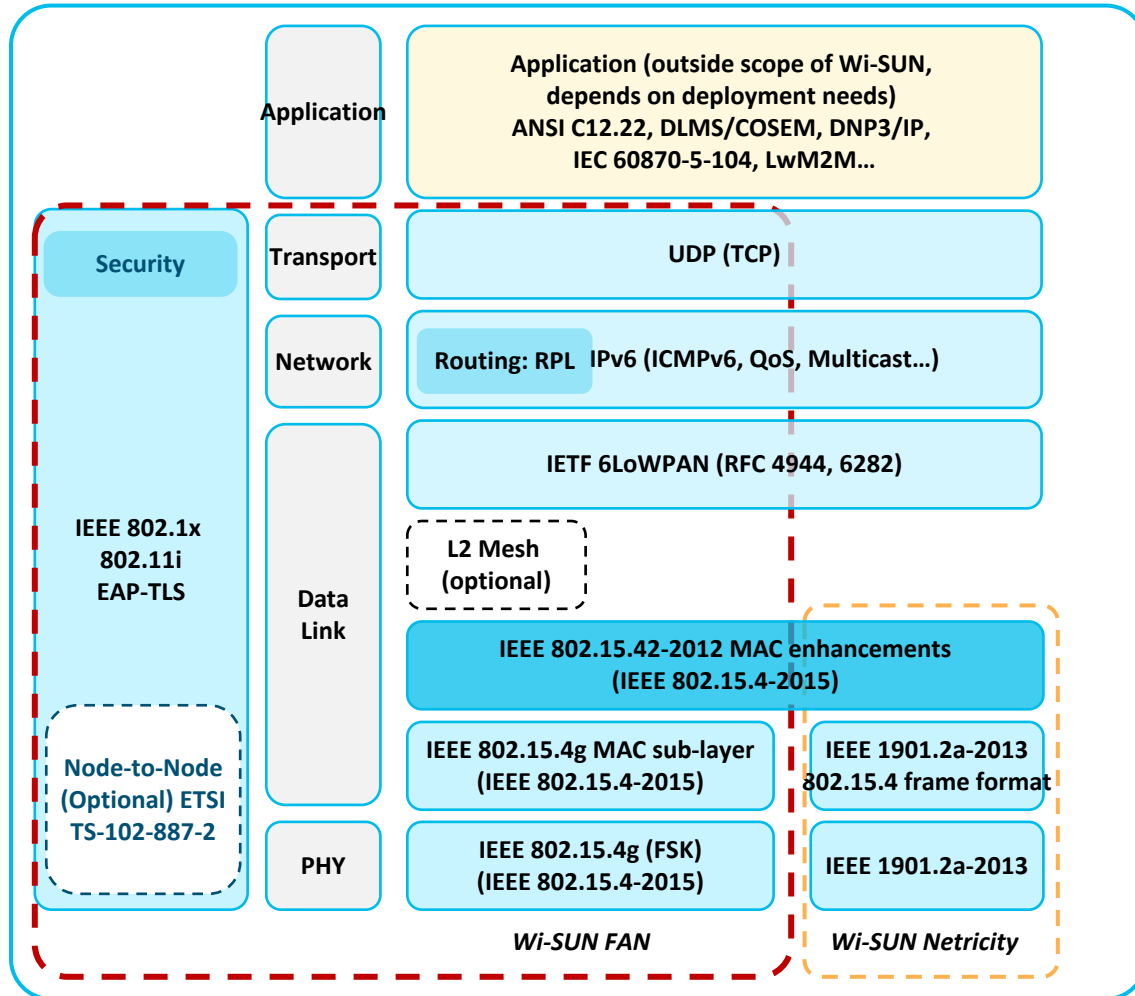 Application
Application (outside scope of Wi-SUN,
depends on deployment needs)
ANSI C12.22, DLMS/COSEM, DNP3/IP,
IEC 60870-5-104, LwM2M…
Security
Transport
UDP (TCP)
Network
Routing: RPL
IPv6 (ICMPv6, QoS, Multicast…)
IETF 6LoWPAN (RFC 4944, 6282)
IEEE 802.1x
802.11i
EAP-TLS
Data
Link
L2 Mesh
(optional)
IEEE 802.15.42-2012 MAC enhancements
(IEEE 802.15.4-2015)
Node-to-Node
(Optional) ETSI
TS-102-887-2
IEEE 802.15.4g MAC sub-layer
(IEEE 802.15.4-2015)
IEEE 1901.2a-2013
802.15.4 frame format
PHY
IEEE 802.15.4g (FSK)
(IEEE 802.15.4-2015)
IEEE 1901.2a-2013
Wi-SUN FAN
Wi-SUN Netricity